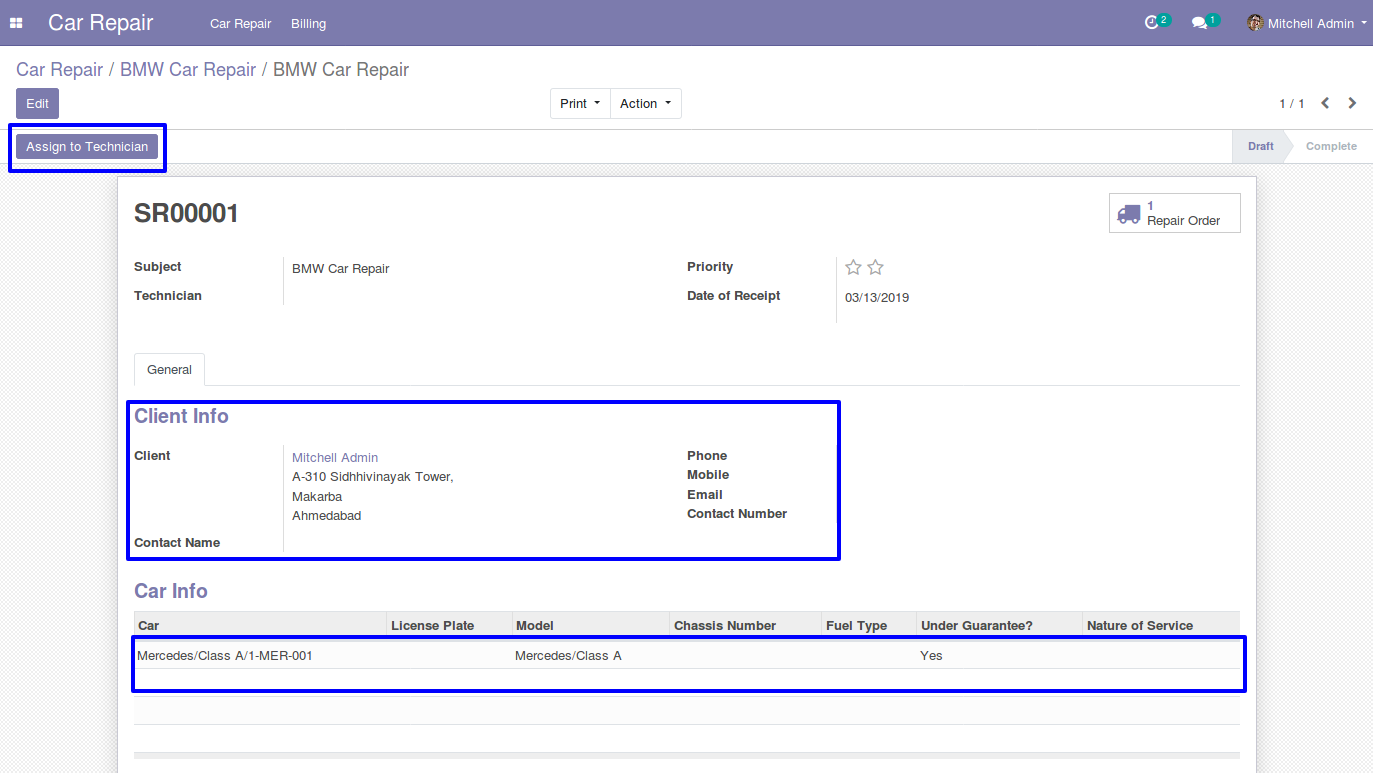 Car Repair Car Repair Billing 2 1 Mitchell Admin
Car Repair / BMW Car Repair / BMW Car Repair
Edit Print Action 1 / 1
Assign to Technician Draft Complete
SR00001
1
Repair Order
Subject BMW Car Repair Priority
Technician Date of Receipt 03/13/2019
General
Client Info
Client Mitchell Admin Phone
A-310 Sidhhivinayak Tower, Mobile
Makarba Email
Ahmedabad Contact Number
Contact Name
Car Info
Car License Plate Model Chassis Number Fuel Type Under Guarantee? Nature of Service
Mercedes/Class A/1-MER-001 Mercedes/Class A Yes